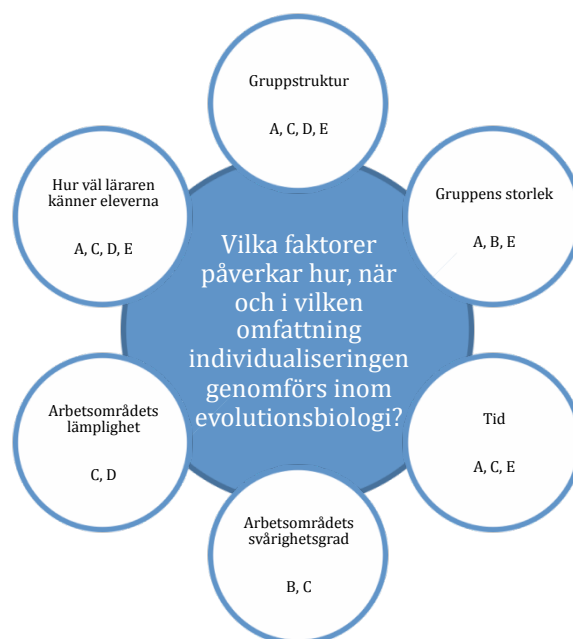 Gruppstruktur
A, C, D, E
Gruppens storlek
A, B, E
Tid
A, C, E
Arbetsområdets
svårighetsgrad
B, C
Arbetsområdets
lämplighet
C, D
Hur väl läraren
känner eleverna
A, C, D, E
Vilka faktorer
påverkar hur, när
och i vilken
omfattning
individualiseringen
genomförs inom
evolutionsbiologi?